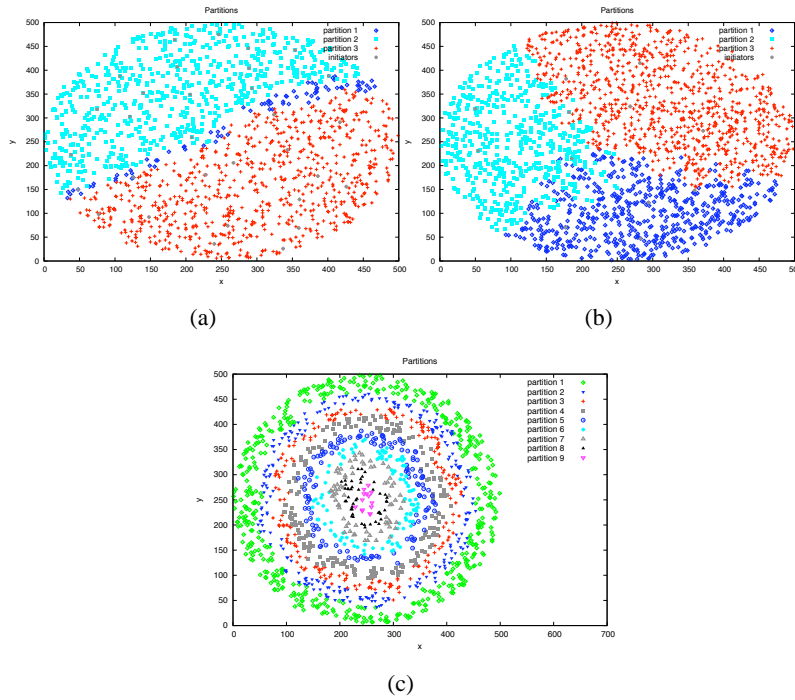 Partitions
partition 1
partition 2
partition 3
initiators
500
450
400
350
300
250
200
150
100
50
0
y
0 50 100 150 200 250 300 350 400 450 500
x
(a)
Partitions
partition 1
partition 2
partition 3
initiators
500
450
400
350
300
250
200
150
100
50
0
y
0 50 100 150 200 250 300 350 400 450 500
x
(b)
Partitions
partition 1
partition 2
partition 3
partition 4
partition 5
partition 6
partition 7
partition 8
partition 9
500
450
400
350
300
250
200
150
100
50
0
y
0 100 200 300 400 500 600 700
x
(c)